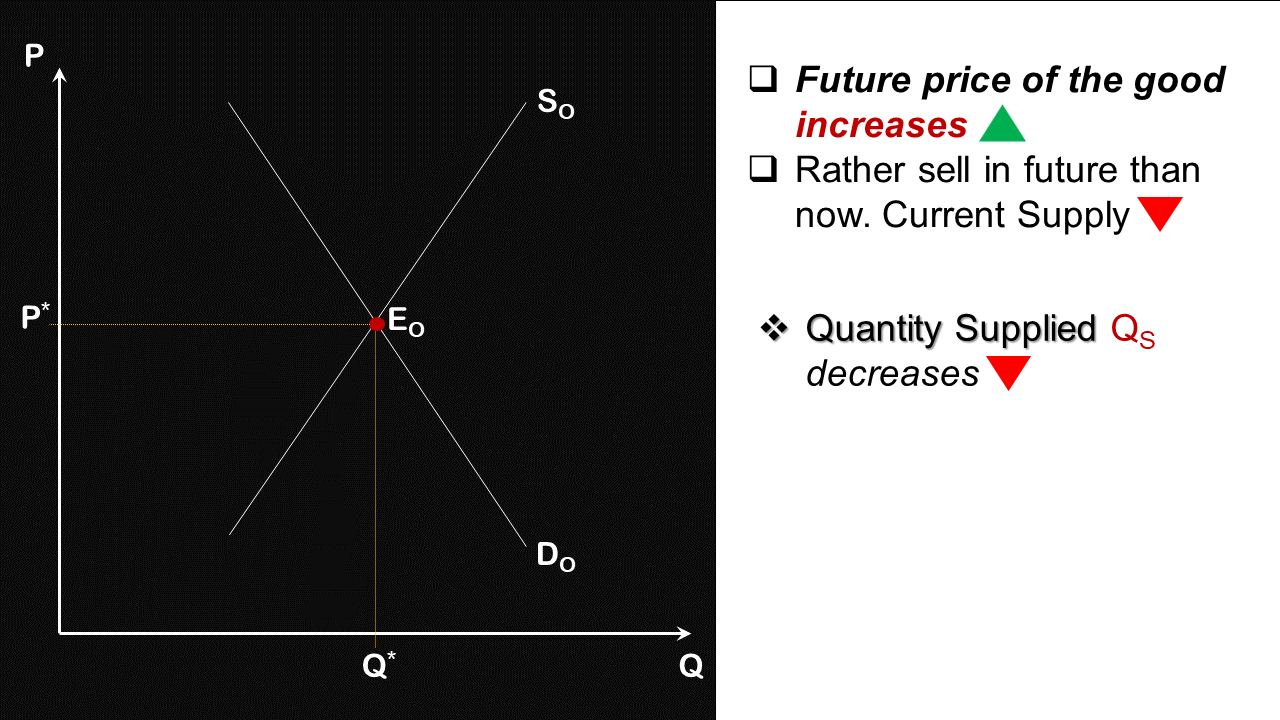 P
S_O
P*
E_O
D_O
Q*
Q
❑ Future price of the good
increases
❑ Rather sell in future than
now. Current Supply
❖ Quantity Supplied Q_S
decreases